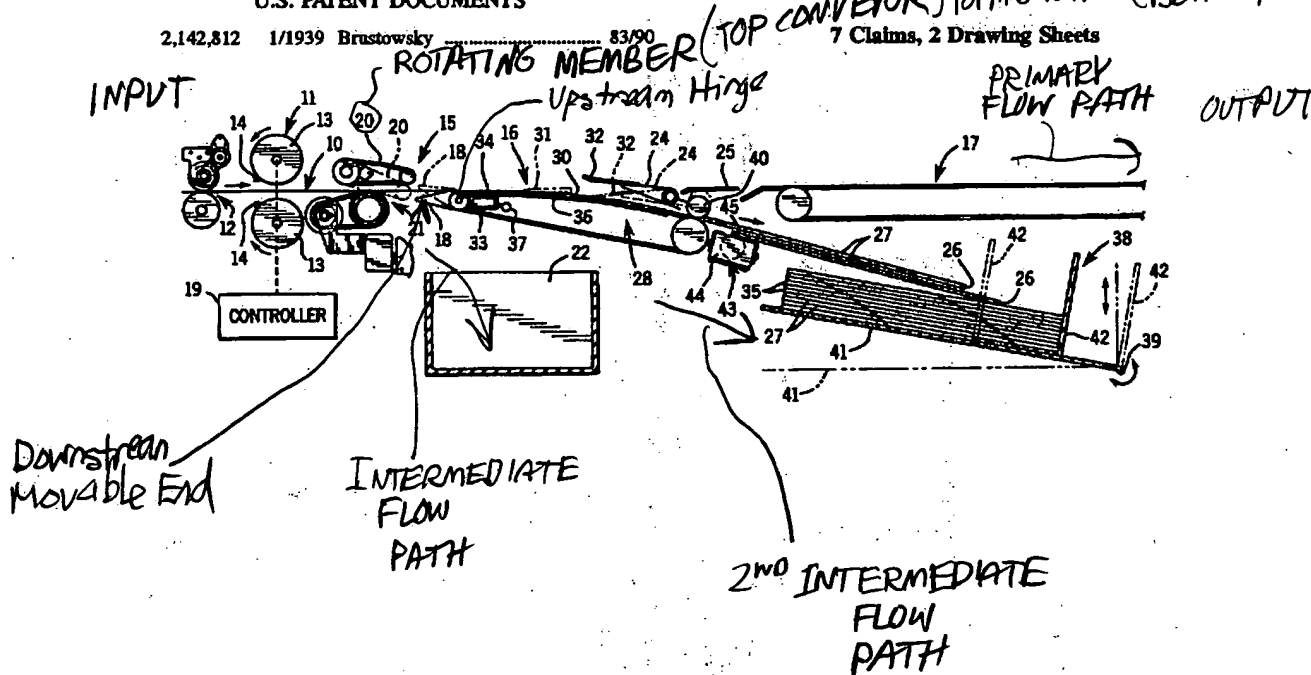 U.S. PATENT DOCUMENTS
2,142,812 1/1939 Brustowsky ................................ 83/90
7 Claims, 2 Drawing Sheets
ROTATING MEMBER (TOP CONVEYOR)
INPUT
Upstream Hinge
PRIMARY
FLOW PATH
OUTPUT
11
13
14
10
20
20
15
18
34
16
31
30
32
32
24
24
25
40
17
12
14
13
21
18
33
37
36
28
45
27
26
42
38
26
42
22
44
43
35
27
41
42
39
41
19
CONTROLLER
Downstream
Movable End
INTERMEDIATE
FLOW
PATH
2ND INTERMEDIATE
FLOW
PATH